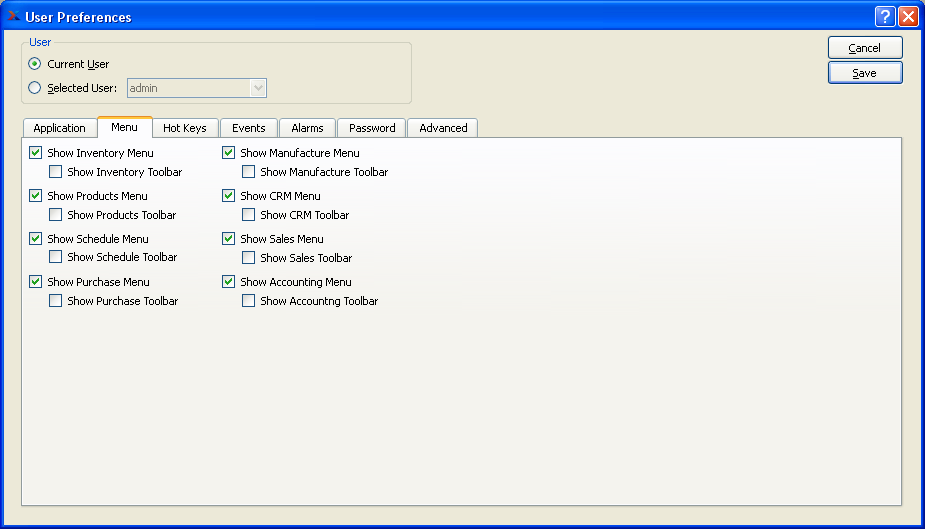 User Preferences
User
Current User
Selected User: admin
Cancel
Save
Application Menu Hot Keys Events Alarms Password Advanced
Show Inventory Menu Show Manufacture Menu
Show Inventory Toolbar Show Manufacture Toolbar
Show Products Menu Show CRM Menu
Show Products Toolbar Show CRM Toolbar
Show Schedule Menu Show Sales Menu
Show Schedule Toolbar Show Sales Toolbar
Show Purchase Menu Show Accounting Menu
Show Purchase Toolbar Show Accountng Toolbar